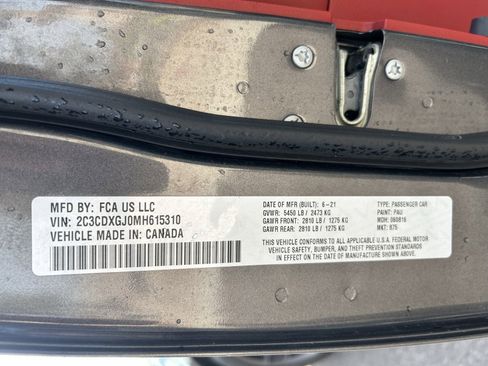 MFD BY: FCA US LLC
VIN: 2C3CDXGJ0MH615310
VEHICLE MADE IN: CANADA
DATE OF MFR (BUILT): 6-21
GVWR: 5450 LB / 2473 KG
GAWR FRONT: 2810 LB / 1275 KG
GAWR REAR: 2810 LB / 1275 KG
TYPE: PASSENGER CAR
PAINT: PAU
MDH: 060816
MKT: 875
THIS VEHICLE CONFORMS TO ALL APPLICABLE U.S.A. FEDERAL MOTOR
VEHICLE SAFETY, BUMPER, AND THEFT PREVENTION STANDARDS
IN EFFECT ON THE DATE OF MANUFACTURE SHOWN ABOVE.